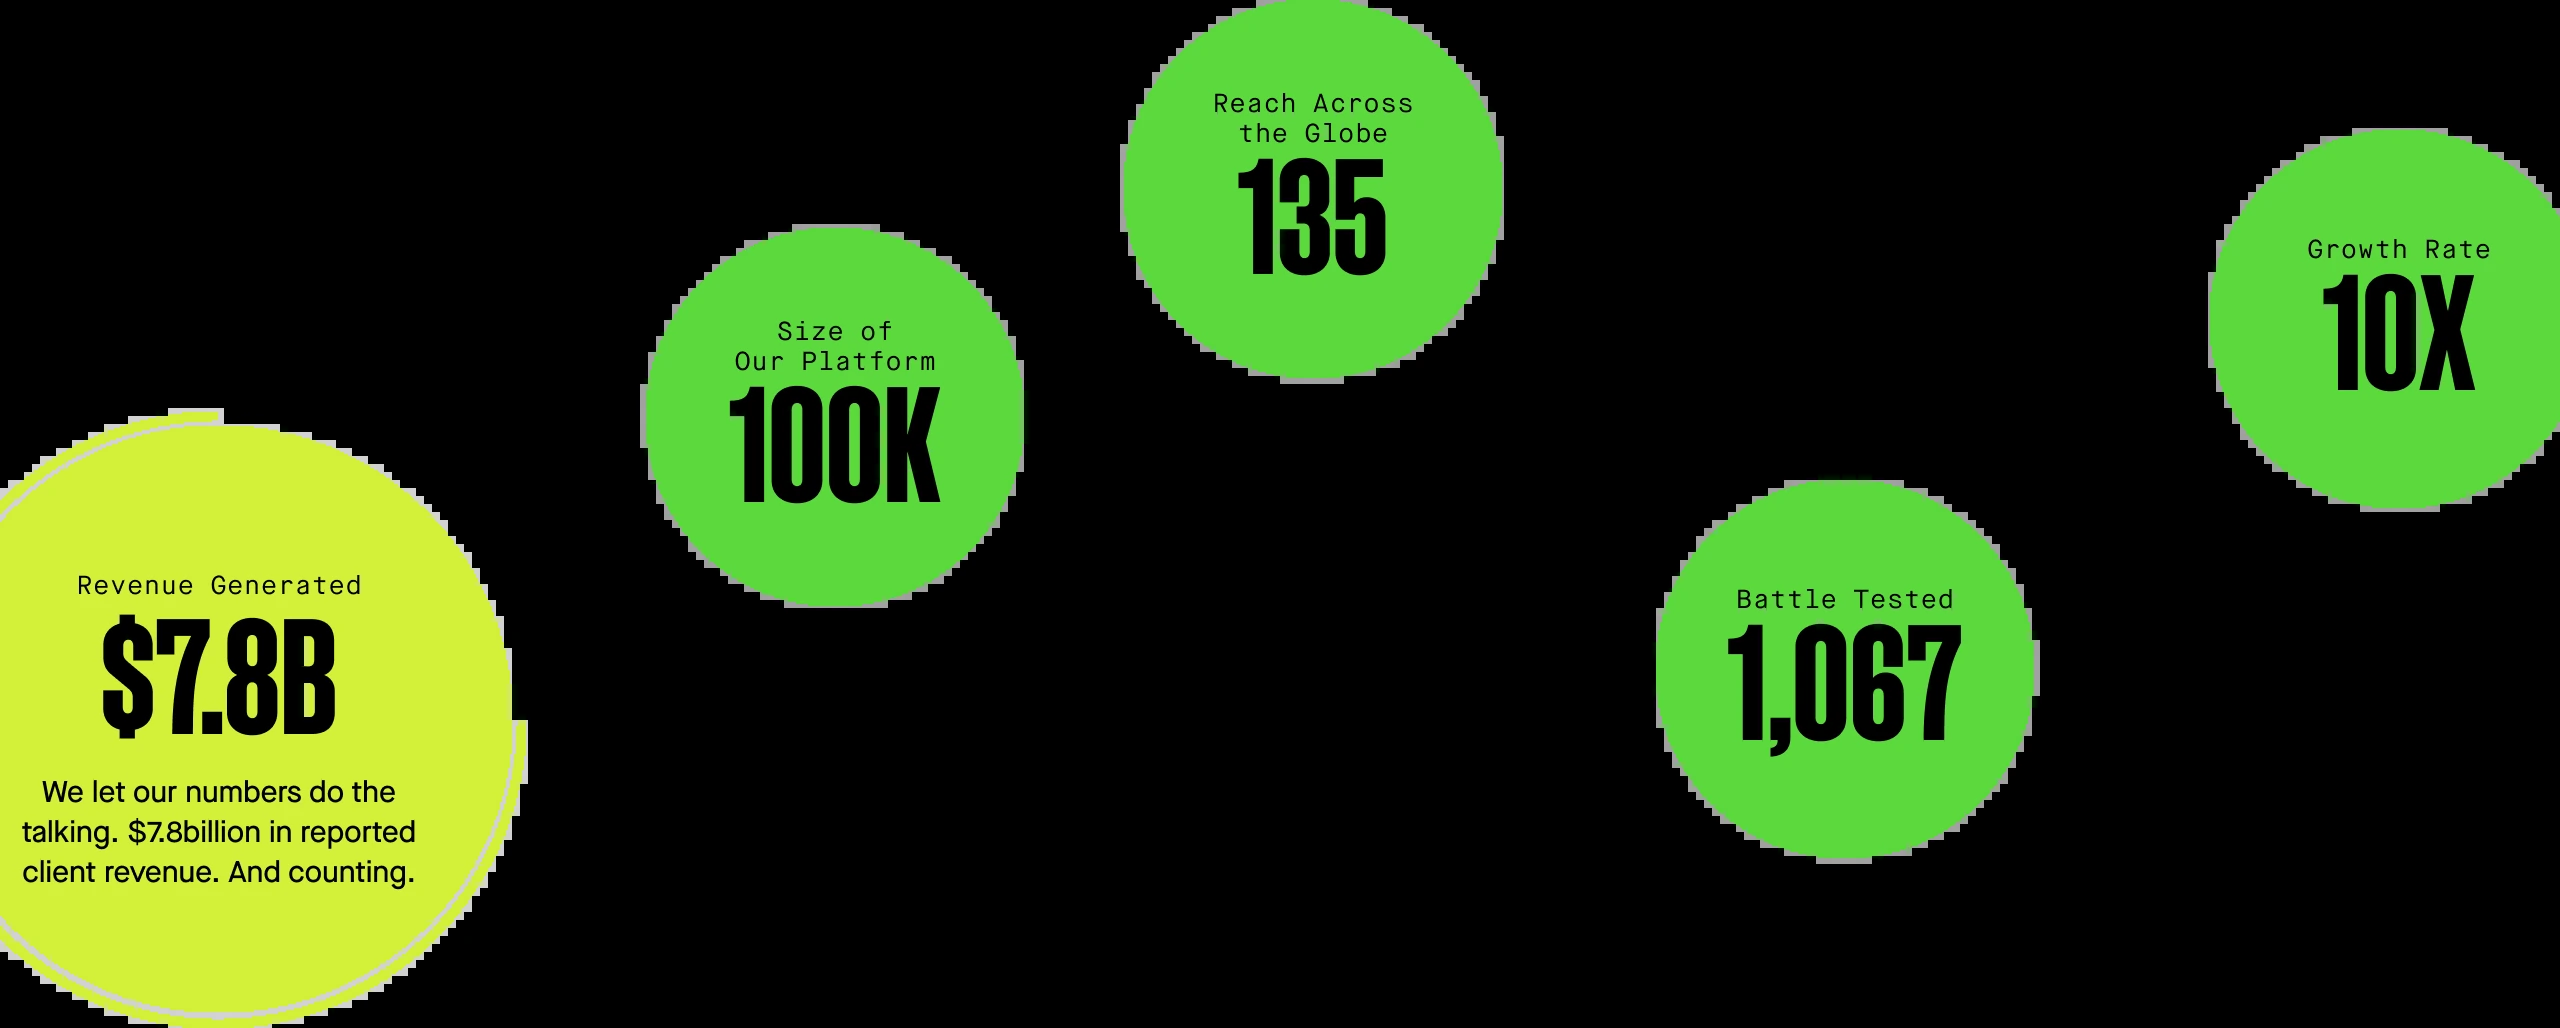 Revenue Generated
$7.8B
We let our numbers do the
talking. $7.8billion in reported
client revenue. And counting.
Size of
Our Platform
100K
Reach Across
the Globe
135
Battle Tested
1,067
Growth Rate
10X